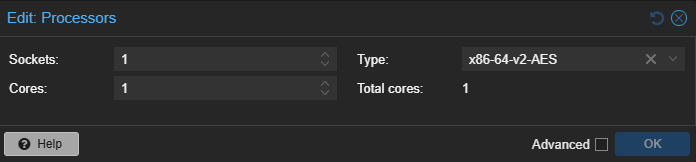 Edit: Processors
Sockets: 1 Type: x86-64-v2-AES
Cores: 1 Total cores: 1
Help Advanced OK